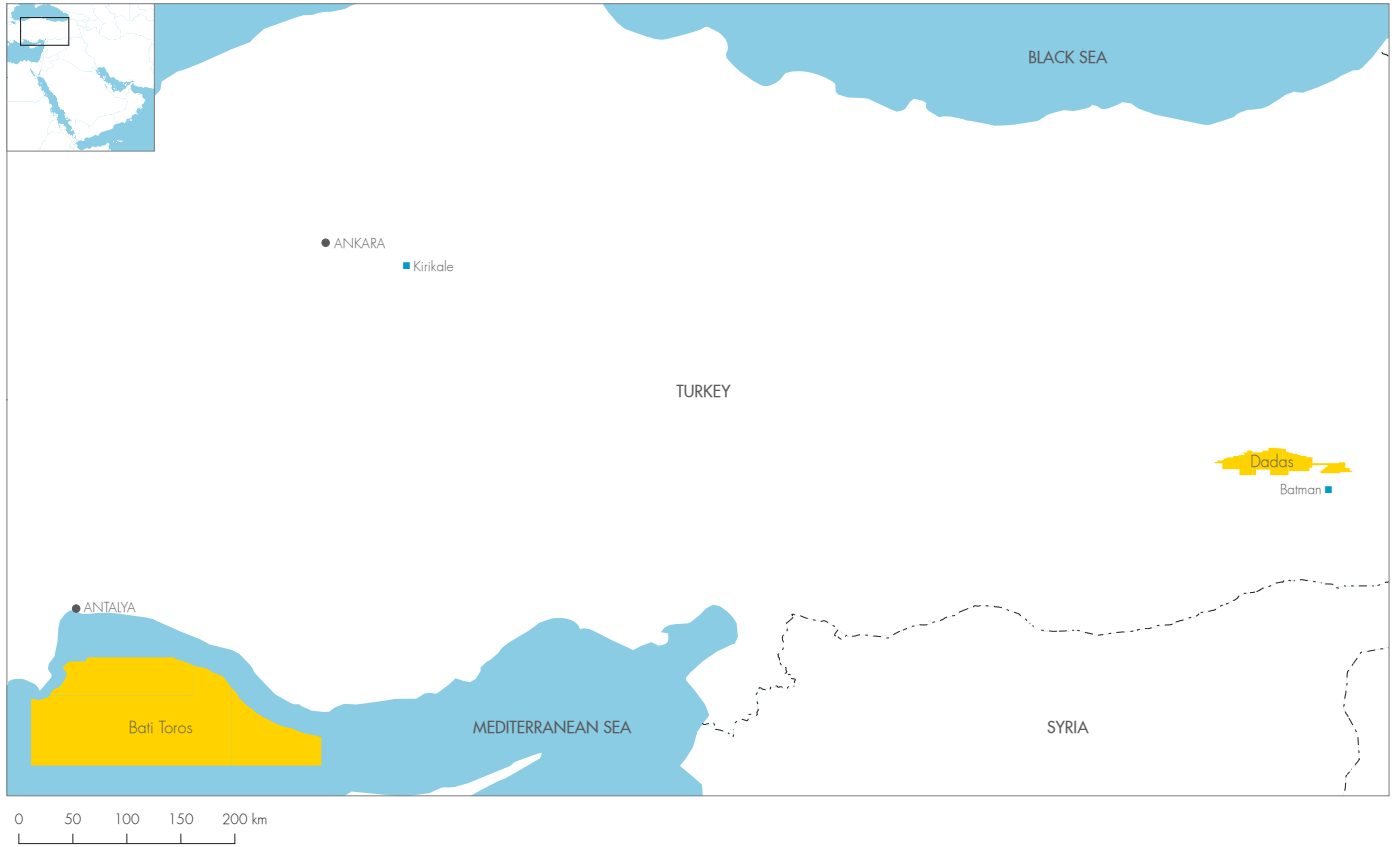 BLACK SEA
ANKARA
Kirikale
TURKEY
Dadas
Batman
ANTALYA
Bati Toros
MEDITERRANEAN SEA
SYRIA
0 50 100 150 200 km